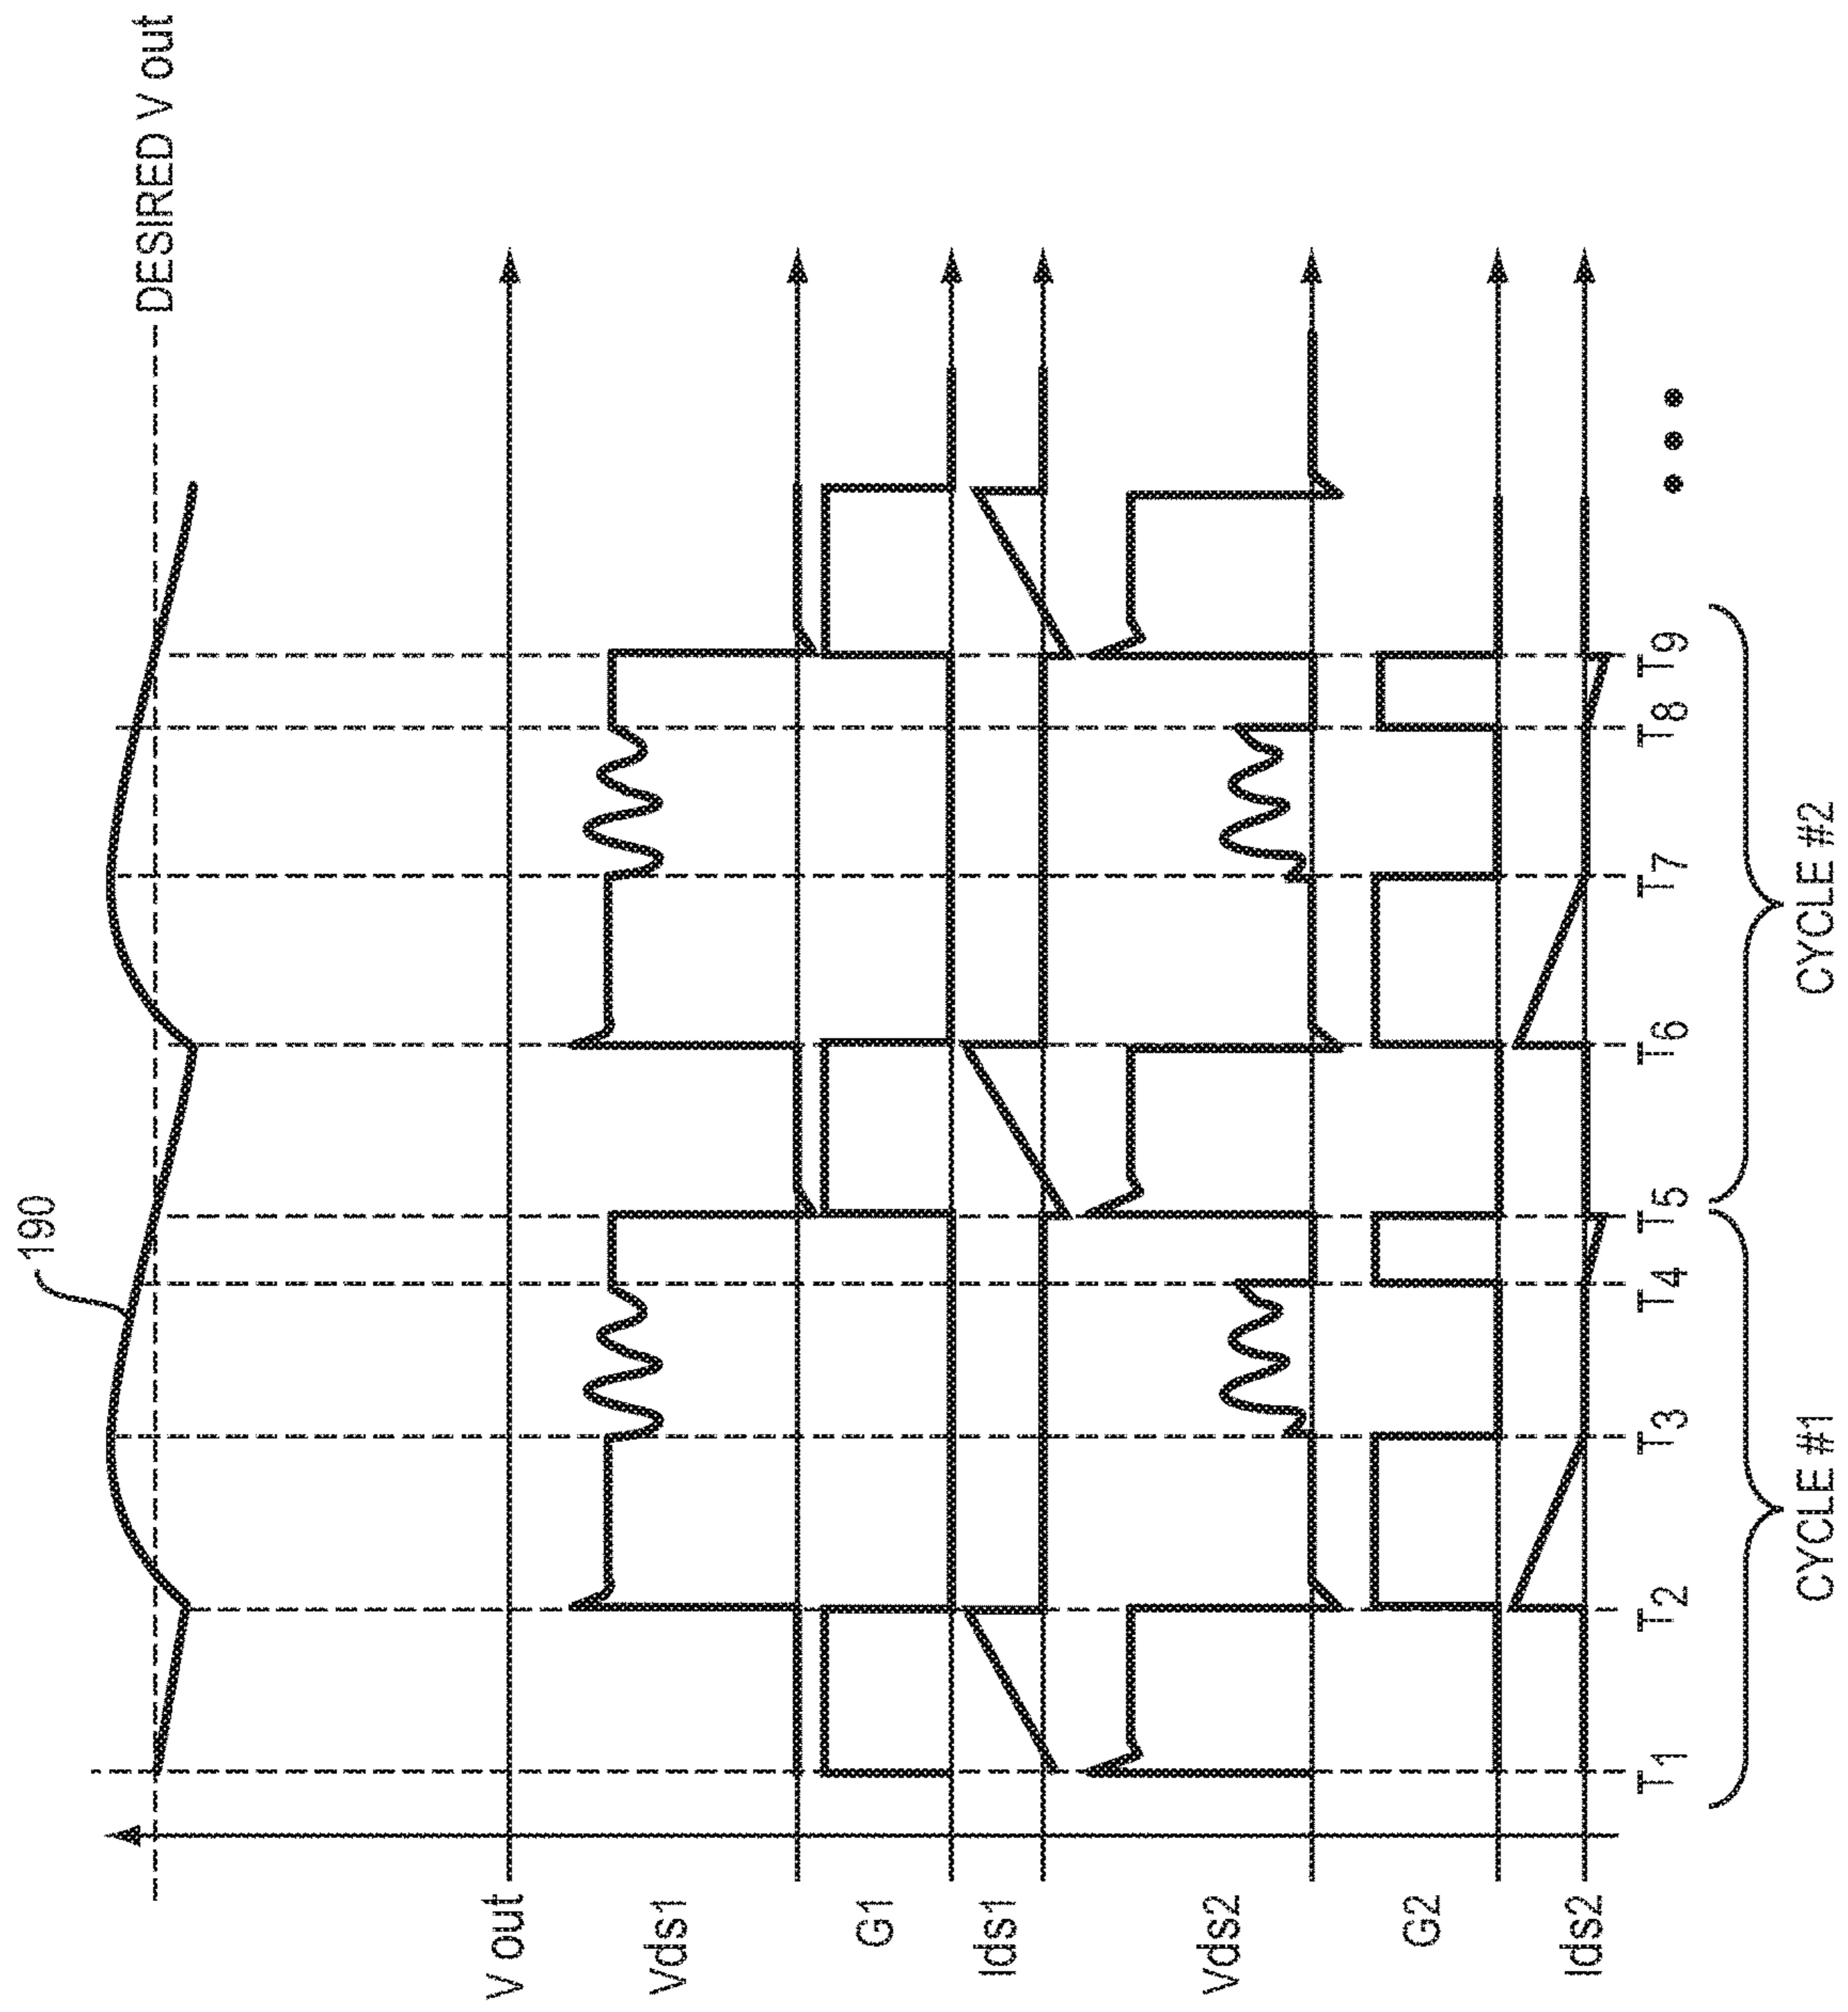 190
DESIRED V out
V out
Vds1
G1
Ids1
Vds2
G2
Ids2
T1 T2 T3 T4 T5 T6 T7 T8 T9
CYCLE #1 CYCLE #2